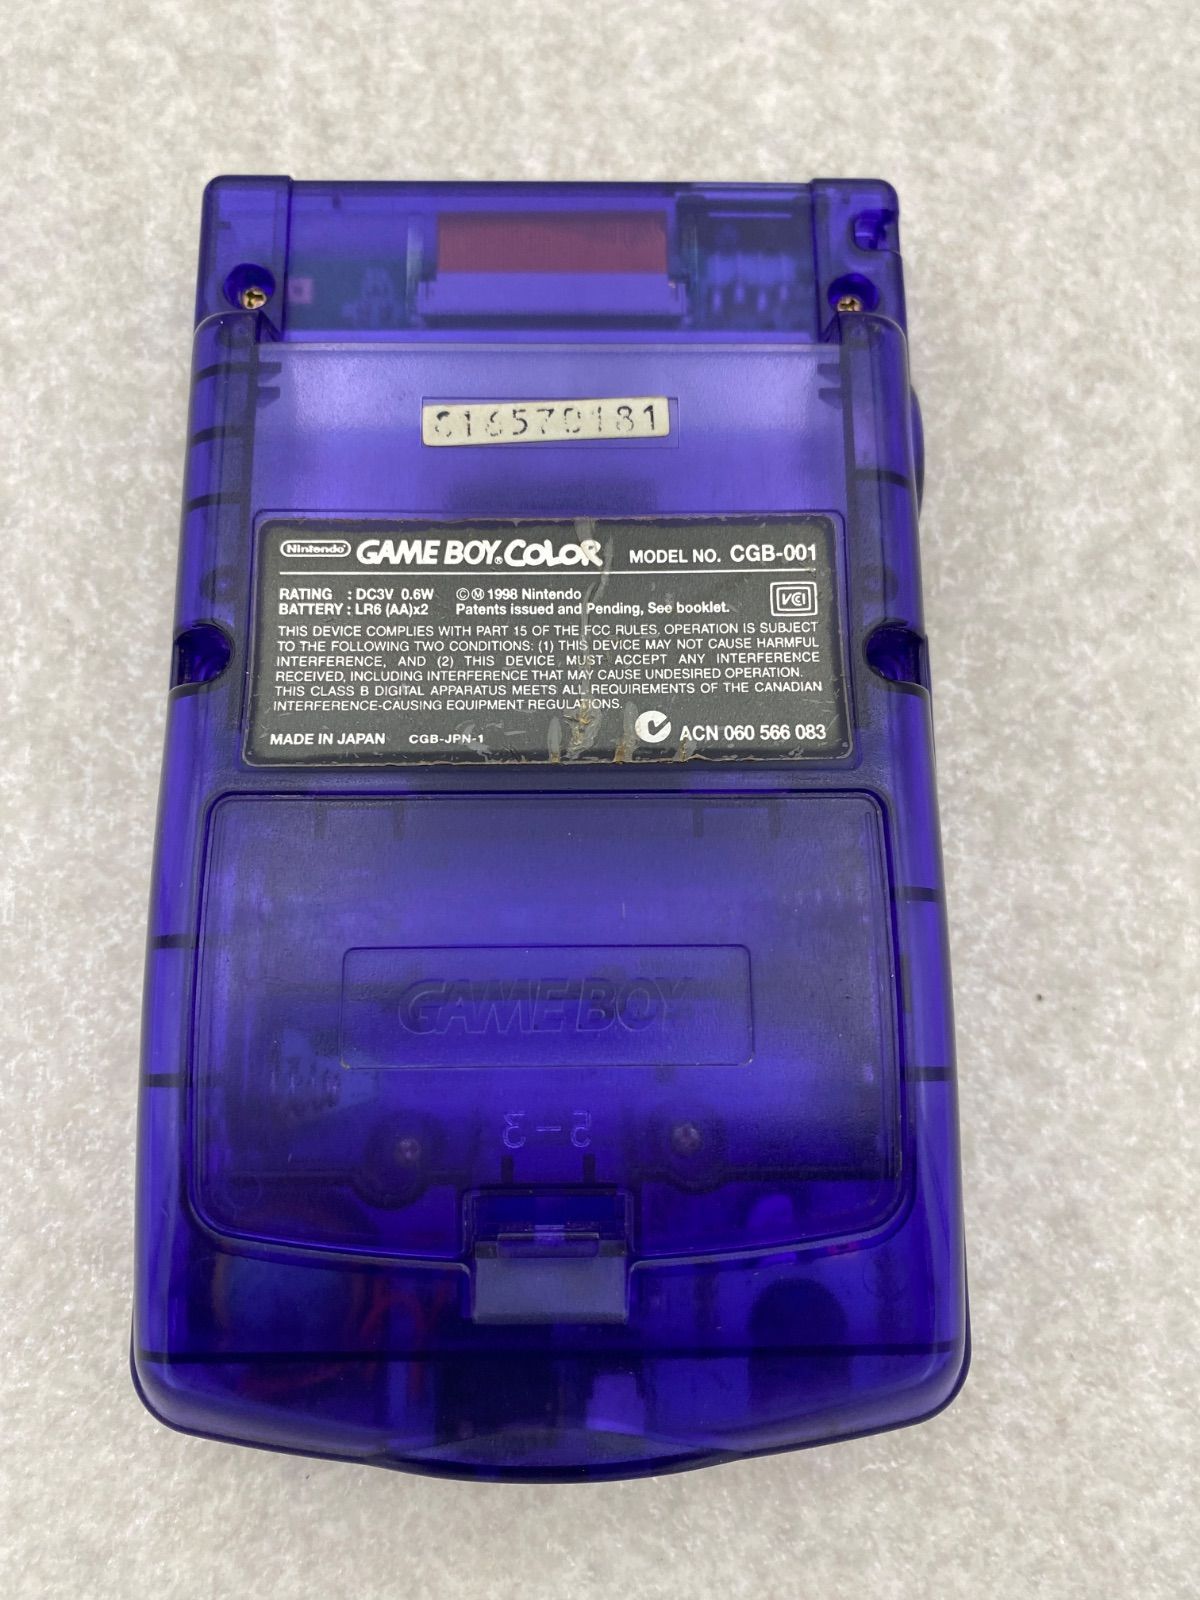 C16570181
Nintendo GAME BOY COLOR MODEL NO. CGB-001
RATING : DC3V 0.6W ©Ⓜ 1998 Nintendo
BATTERY : LR6 (AA)x2 Patents issued and Pending, See booklet.
VCI
THIS DEVICE COMPLIES WITH PART 15 OF THE FCC RULES. OPERATION IS SUBJECT
TO THE FOLLOWING TWO CONDITIONS: (1) THIS DEVICE MAY NOT CAUSE HARMFUL
INTERFERENCE, AND (2) THIS DEVICE MUST ACCEPT ANY INTERFERENCE
RECEIVED, INCLUDING INTERFERENCE THAT MAY CAUSE UNDESIRED OPERATION.
THIS CLASS B DIGITAL APPARATUS MEETS ALL REQUIREMENTS OF THE CANADIAN
INTERFERENCE-CAUSING EQUIPMENT REGULATIONS.
MADE IN JAPAN CGB-JPN-1 ACN 060 566 083
GAME BOY
5-3